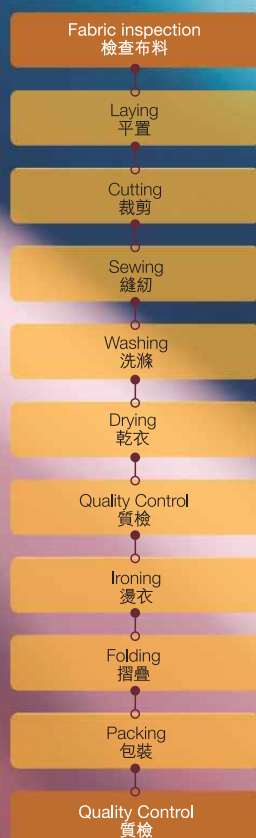 Fabric inspection
檢查布料
Laying
平置
Cutting
裁剪
Sewing
縫紉
Washing
洗滌
Drying
乾衣
Quality Control
質檢
Ironing
燙衣
Folding
摺疊
Packing
包裝
Quality Control
質檢